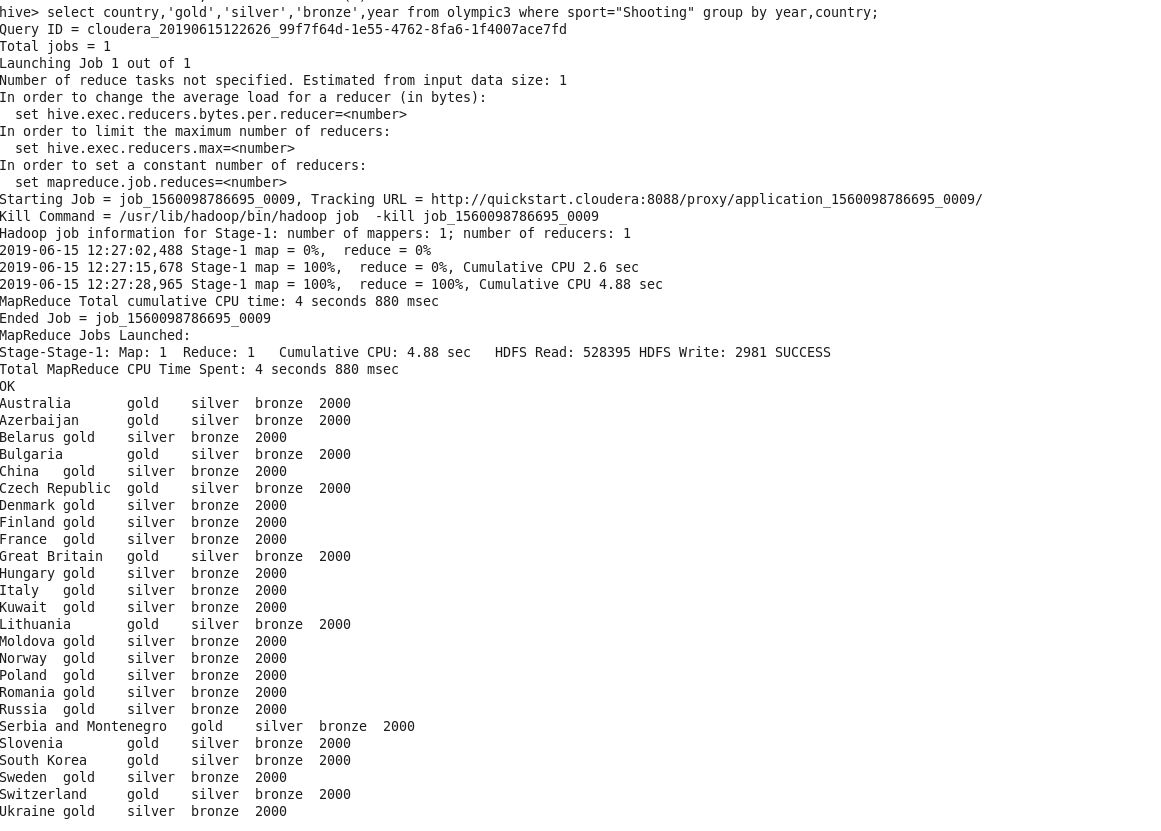 hive> select country,'gold','silver','bronze',year from olympic3 where sport="Shooting" group by year,country;
Query ID = cloudera_20190615122626_99f7f64d-1e55-4762-8fa6-1f4007ace7fd
Total jobs = 1
Launching Job 1 out of 1
Number of reduce tasks not specified. Estimated from input data size: 1
In order to change the average load for a reducer (in bytes):
  set hive.exec.reducers.bytes.per.reducer=<number>
In order to limit the maximum number of reducers:
  set hive.exec.reducers.max=<number>
In order to set a constant number of reducers:
  set mapreduce.job.reduces=<number>
Starting Job = job_1560098786695_0009, Tracking URL = http://quickstart.cloudera:8088/proxy/application_1560098786695_0009/
Kill Command = /usr/lib/hadoop/bin/hadoop job  -kill job_1560098786695_0009
Hadoop job information for Stage-1: number of mappers: 1; number of reducers: 1
2019-06-15 12:27:02,488 Stage-1 map = 0%,  reduce = 0%
2019-06-15 12:27:15,678 Stage-1 map = 100%,  reduce = 0%, Cumulative CPU 2.6 sec
2019-06-15 12:27:28,965 Stage-1 map = 100%,  reduce = 100%, Cumulative CPU 4.88 sec
MapReduce Total cumulative CPU time: 4 seconds 880 msec
Ended Job = job_1560098786695_0009
MapReduce Jobs Launched:
Stage-Stage-1: Map: 1  Reduce: 1   Cumulative CPU: 4.88 sec   HDFS Read: 528395 HDFS Write: 2981 SUCCESS
Total MapReduce CPU Time Spent: 4 seconds 880 msec
OK
Australia       gold    silver  bronze  2000
Azerbaijan      gold    silver  bronze  2000
Belarus gold    silver  bronze  2000
Bulgaria        gold    silver  bronze  2000
China   gold    silver  bronze  2000
Czech Republic  gold    silver  bronze  2000
Denmark gold    silver  bronze  2000
Finland gold    silver  bronze  2000
France  gold    silver  bronze  2000
Great Britain   gold    silver  bronze  2000
Hungary gold    silver  bronze  2000
Italy   gold    silver  bronze  2000
Kuwait  gold    silver  bronze  2000
Lithuania       gold    silver  bronze  2000
Moldova gold    silver  bronze  2000
Norway  gold    silver  bronze  2000
Poland  gold    silver  bronze  2000
Romania gold    silver  bronze  2000
Russia  gold    silver  bronze  2000
Serbia and Montenegro   gold    silver  bronze  2000
Slovenia        gold    silver  bronze  2000
South Korea     gold    silver  bronze  2000
Sweden  gold    silver  bronze  2000
Switzerland     gold    silver  bronze  2000
Ukraine gold    silver  bronze  2000